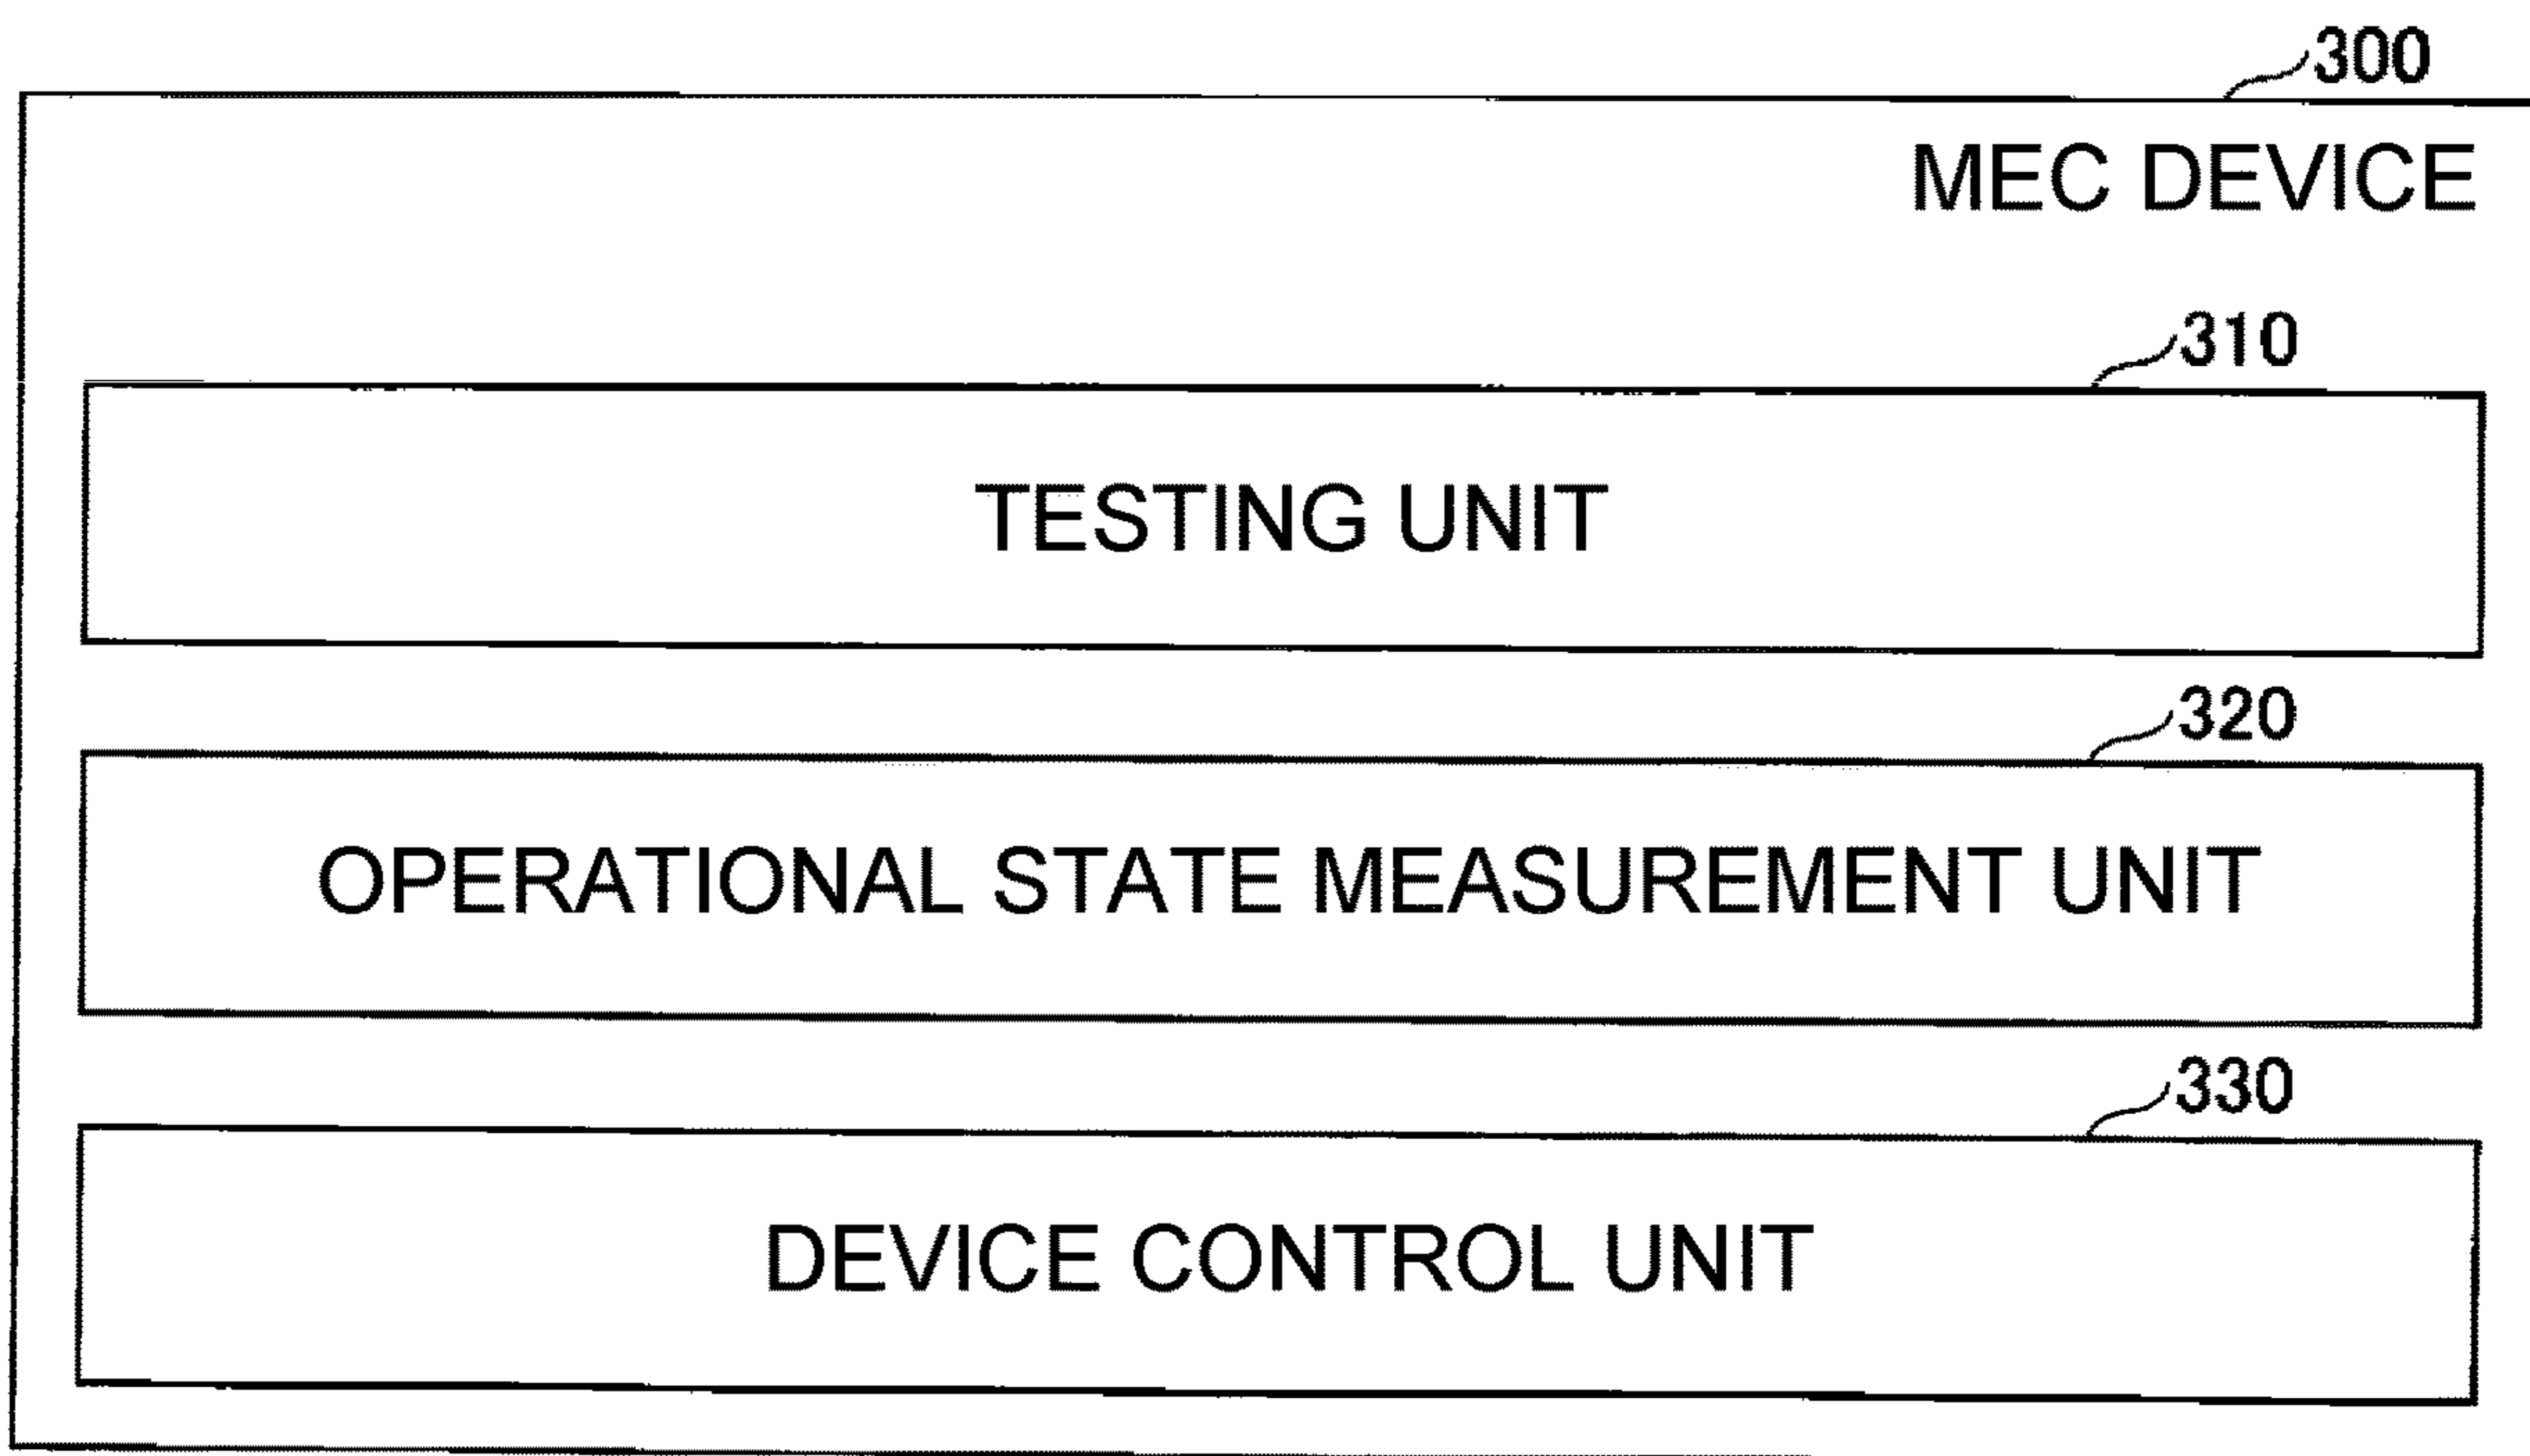 300
MEC DEVICE
310
TESTING UNIT
320
OPERATIONAL STATE MEASUREMENT UNIT
330
DEVICE CONTROL UNIT